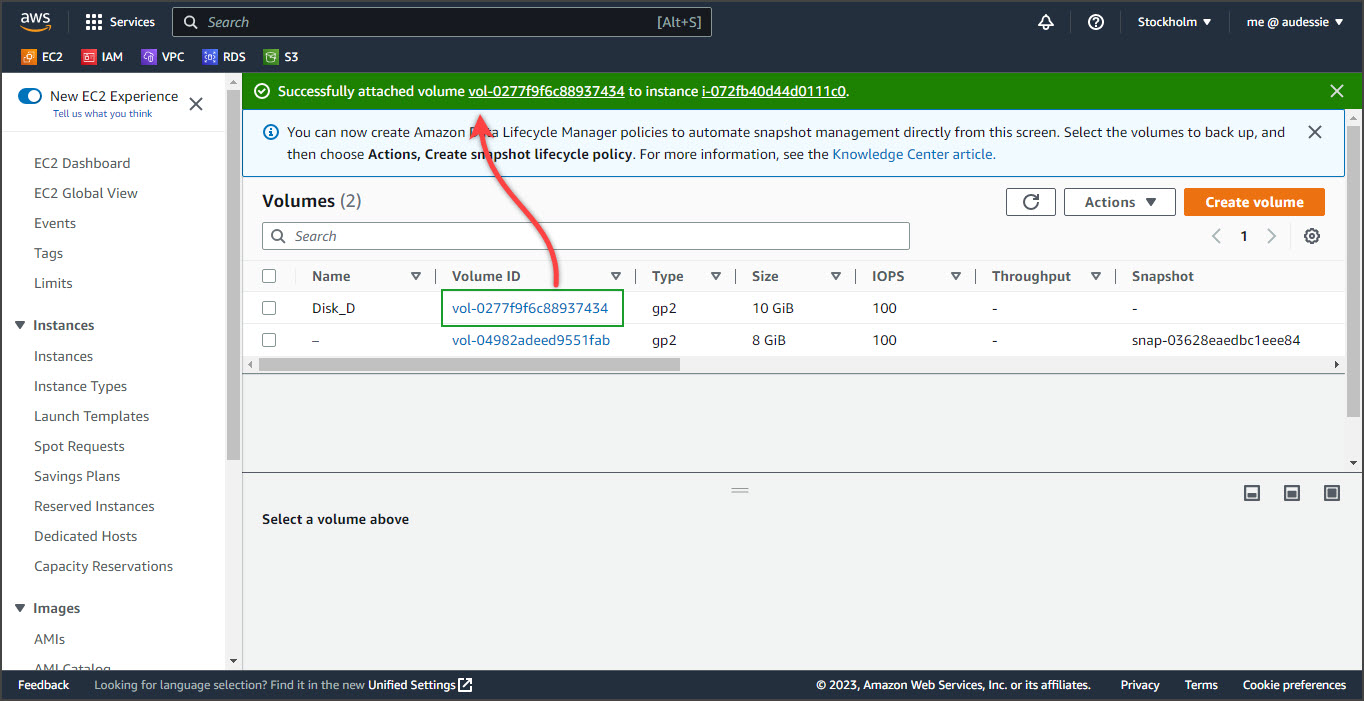 aws Services Search [Alt+S] Stockholm ▼ me @ audessie ▼
EC2 IAM VPC RDS S3
New EC2 Experience
Tell us what you think
EC2 Dashboard
EC2 Global View
Events
Tags
Limits
Instances
Instances
Instance Types
Launch Templates
Spot Requests
Savings Plans
Reserved Instances
Dedicated Hosts
Capacity Reservations
Images
AMIs
AMI Catalog
Successfully attached volume vol-0277f9f6c88937434 to instance i-072fb40d44d0111c0.
You can now create Amazon Data Lifecycle Manager policies to automate snapshot management directly from this screen. Select the volumes to back up, and
then choose Actions, Create snapshot lifecycle policy. For more information, see the Knowledge Center article.
Volumes (2) Actions ▼ Create volume
Search 1
Name Volume ID Type Size IOPS Throughput Snapshot
Disk_D vol-0277f9f6c88937434 gp2 10 GiB 100 - -
– vol-04982adeed9551fab gp2 8 GiB 100 - snap-03628eaedbc1eee84
Select a volume above
Feedback Looking for language selection? Find it in the new Unified Settings © 2023, Amazon Web Services, Inc. or its affiliates. Privacy Terms Cookie preferences